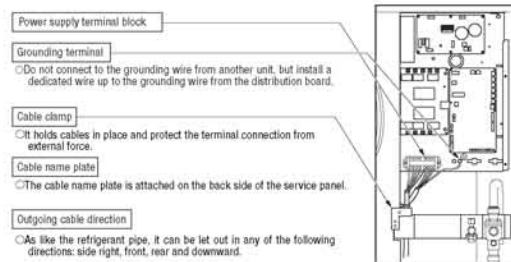 Power supply terminal block
Grounding terminal
○Do not connect to the grounding wire from another unit, but install a
dedicated wire up to the grounding wire from the distribution board.
Cable clamp
○It holds cables in place and protect the terminal connection from
external force.
Cable name plate
○The cable name plate is attached on the back side of the service panel.
Outgoing cable direction
○As like the refrigerant pipe, it can be let out in any of the following
directions: side right, front, rear and downward.